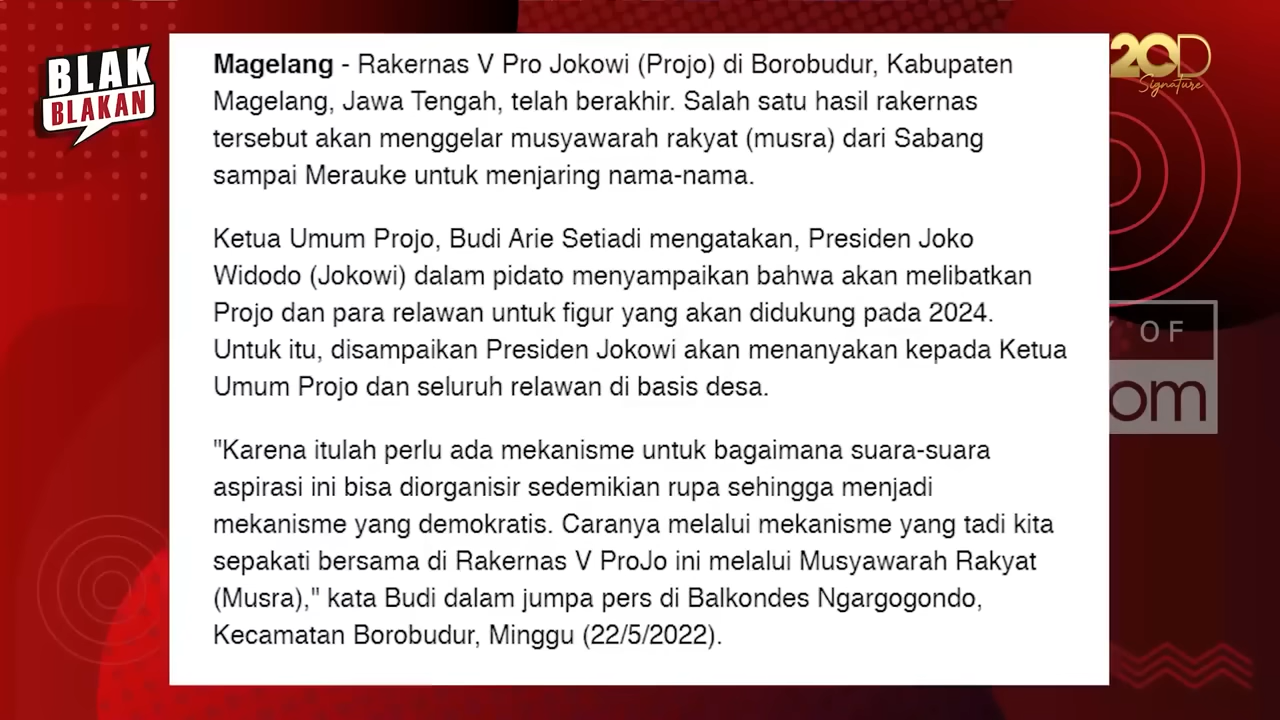 BLAK
BLAKAN
20D
Signature
Magelang - Rakernas V Pro Jokowi (Projo) di Borobudur, Kabupaten
Magelang, Jawa Tengah, telah berakhir. Salah satu hasil rakernas
tersebut akan menggelar musyawarah rakyat (musra) dari Sabang
sampai Merauke untuk menjaring nama-nama.
Ketua Umum Projo, Budi Arie Setiadi mengatakan, Presiden Joko
Widodo (Jokowi) dalam pidato menyampaikan bahwa akan melibatkan
Projo dan para relawan untuk figur yang akan didukung pada 2024.
Untuk itu, disampaikan Presiden Jokowi akan menanyakan kepada Ketua
Umum Projo dan seluruh relawan di basis desa.
"Karena itulah perlu ada mekanisme untuk bagaimana suara-suara
aspirasi ini bisa diorganisir sedemikian rupa sehingga menjadi
mekanisme yang demokratis. Caranya melalui mekanisme yang tadi kita
sepakati bersama di Rakernas V ProJo ini melalui Musyawarah Rakyat
(Musra)," kata Budi dalam jumpa pers di Balkondes Ngargogondo,
Kecamatan Borobudur, Minggu (22/5/2022).
Y OF
om